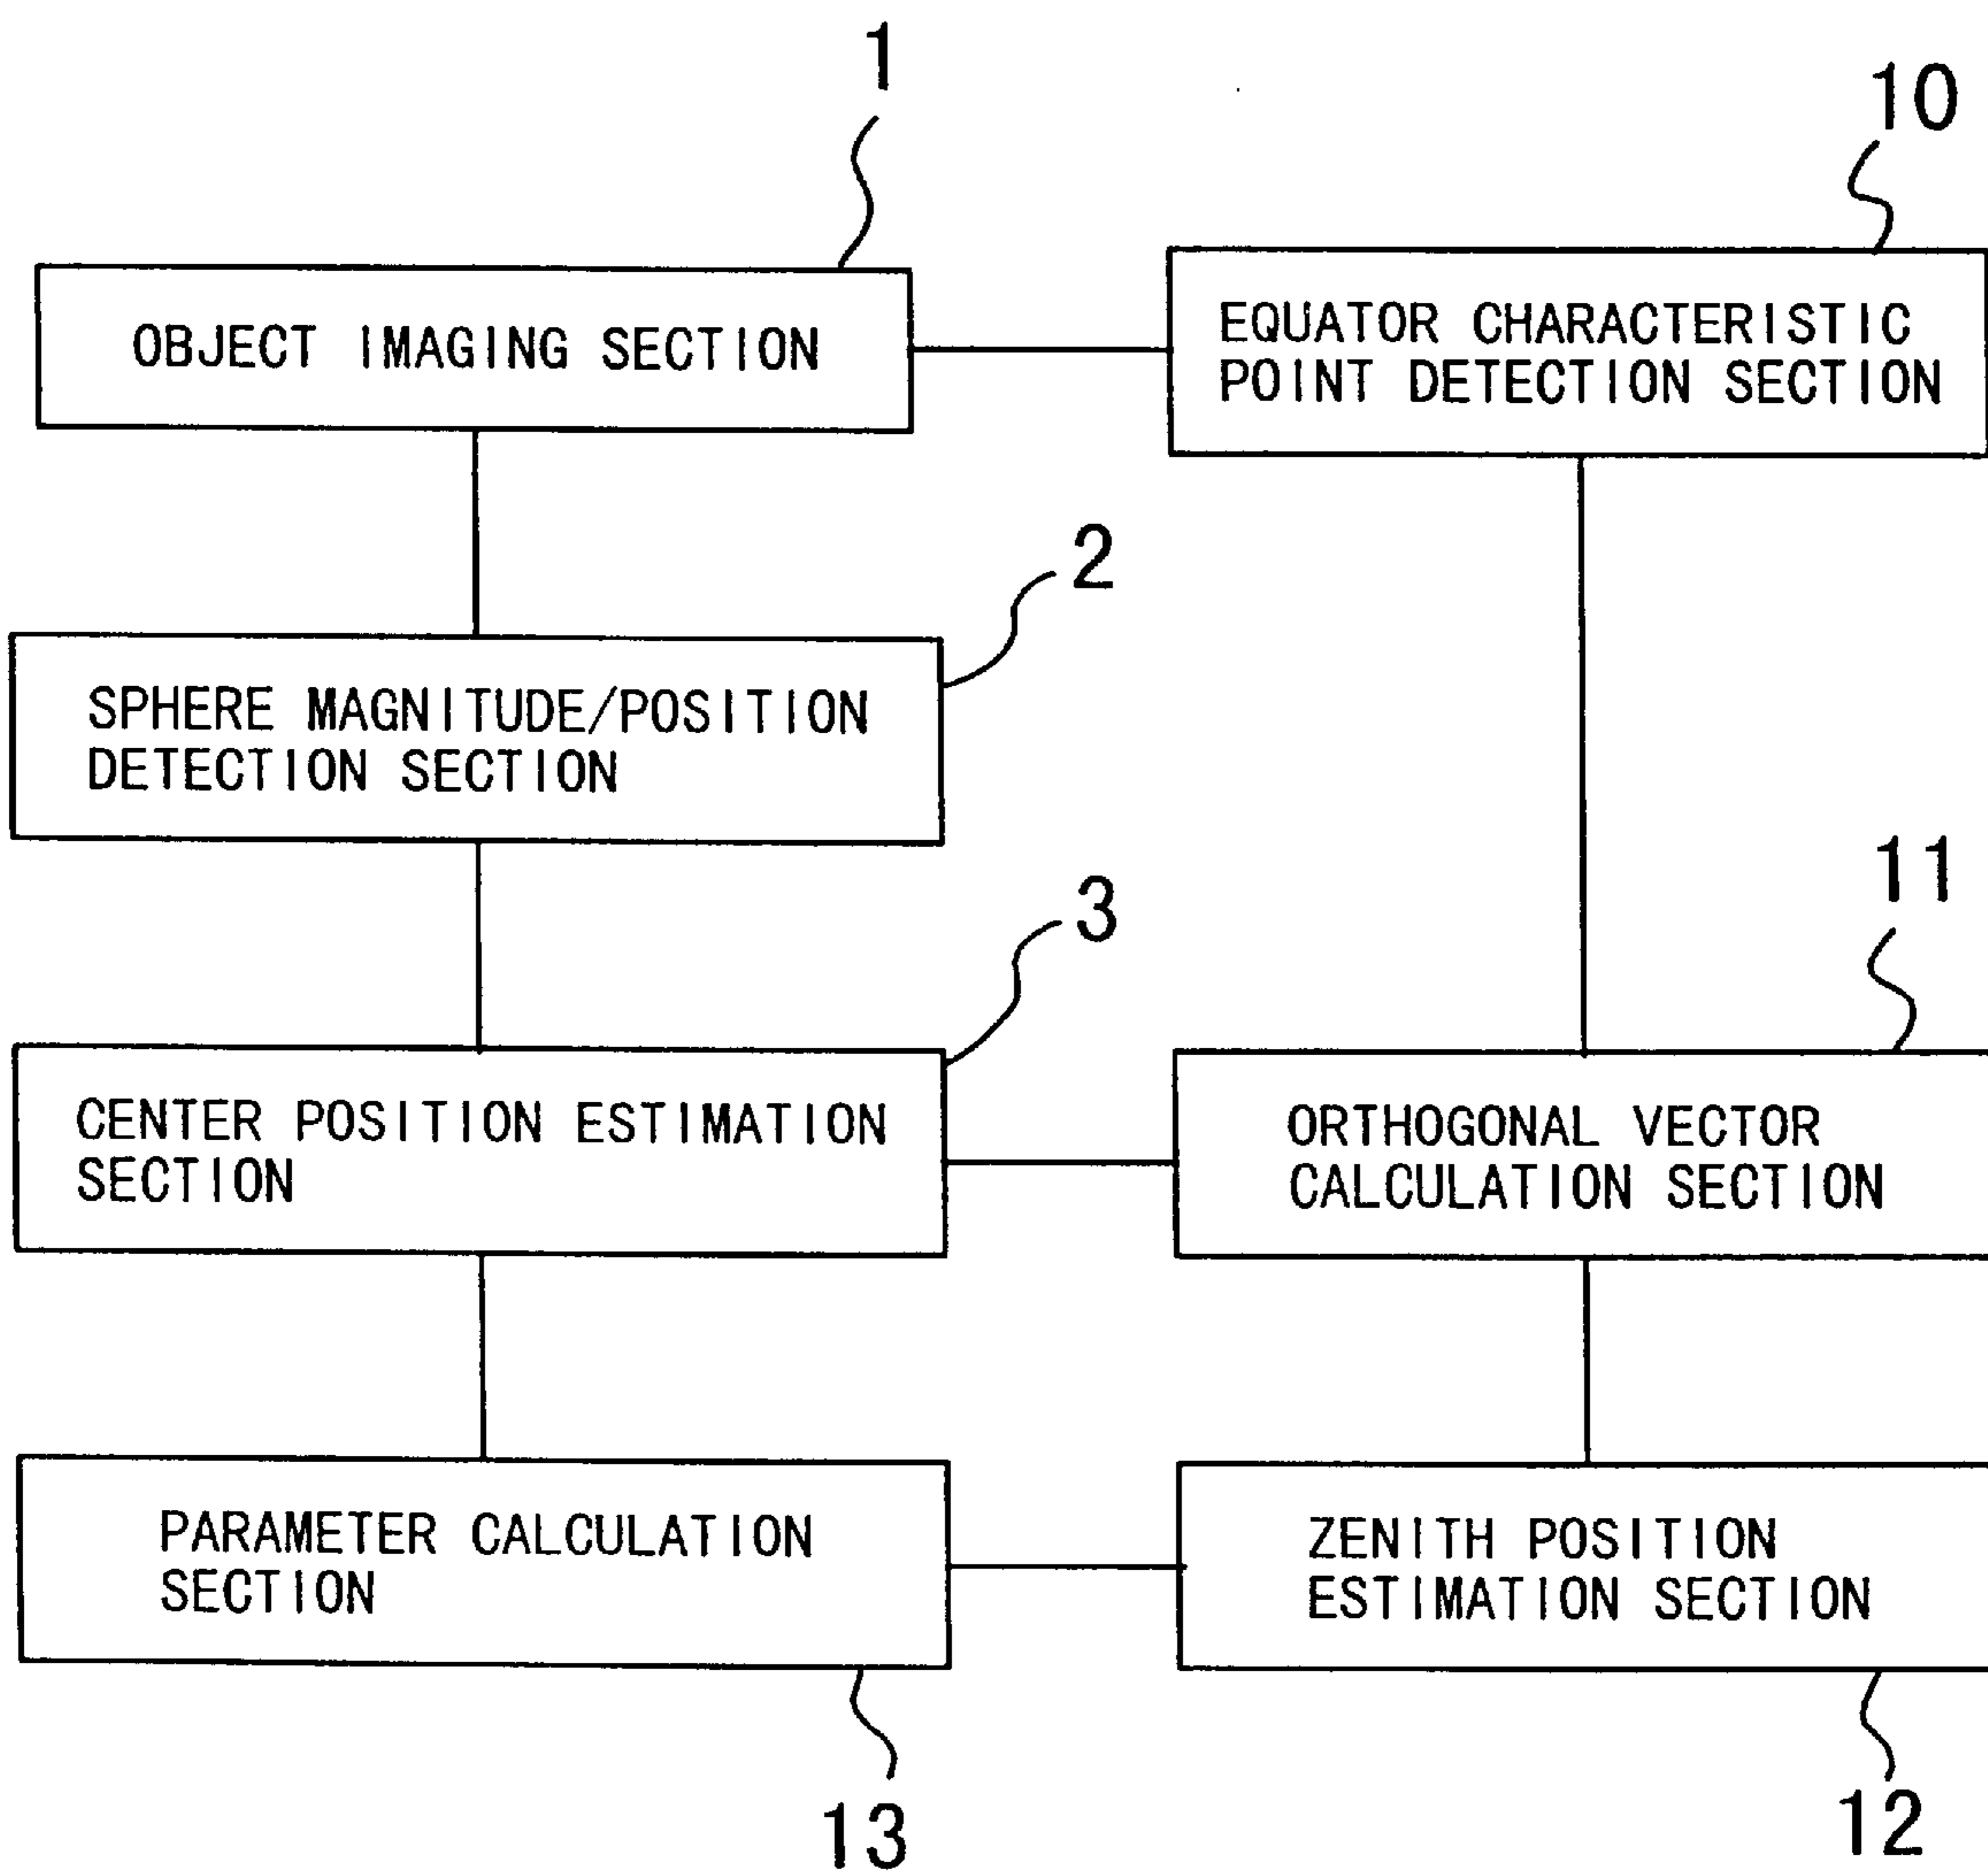 1
10
OBJECT IMAGING SECTION
EQUATOR CHARACTERISTIC
POINT DETECTION SECTION
2
SPHERE MAGNITUDE/POSITION
DETECTION SECTION
11
3
CENTER POSITION ESTIMATION
SECTION
ORTHOGONAL VECTOR
CALCULATION SECTION
PARAMETER CALCULATION
SECTION
ZENITH POSITION
ESTIMATION SECTION
13
12